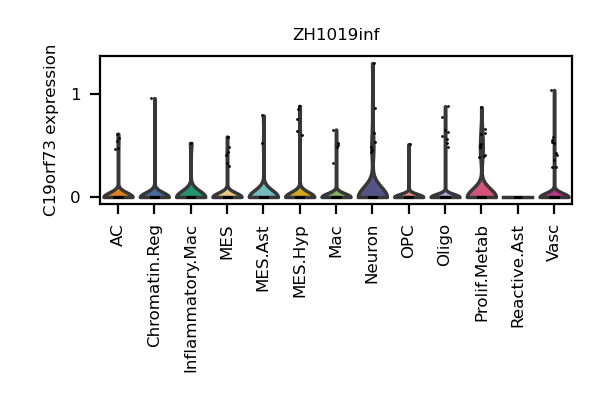 ZH1019inf
C19orf73 expression
1
0
AC
Chromatin.Reg
Inflammatory.Mac
MES
MES.Ast
MES.Hyp
Mac
Neuron
OPC
Oligo
Prolif.Metab
Reactive.Ast
Vasc